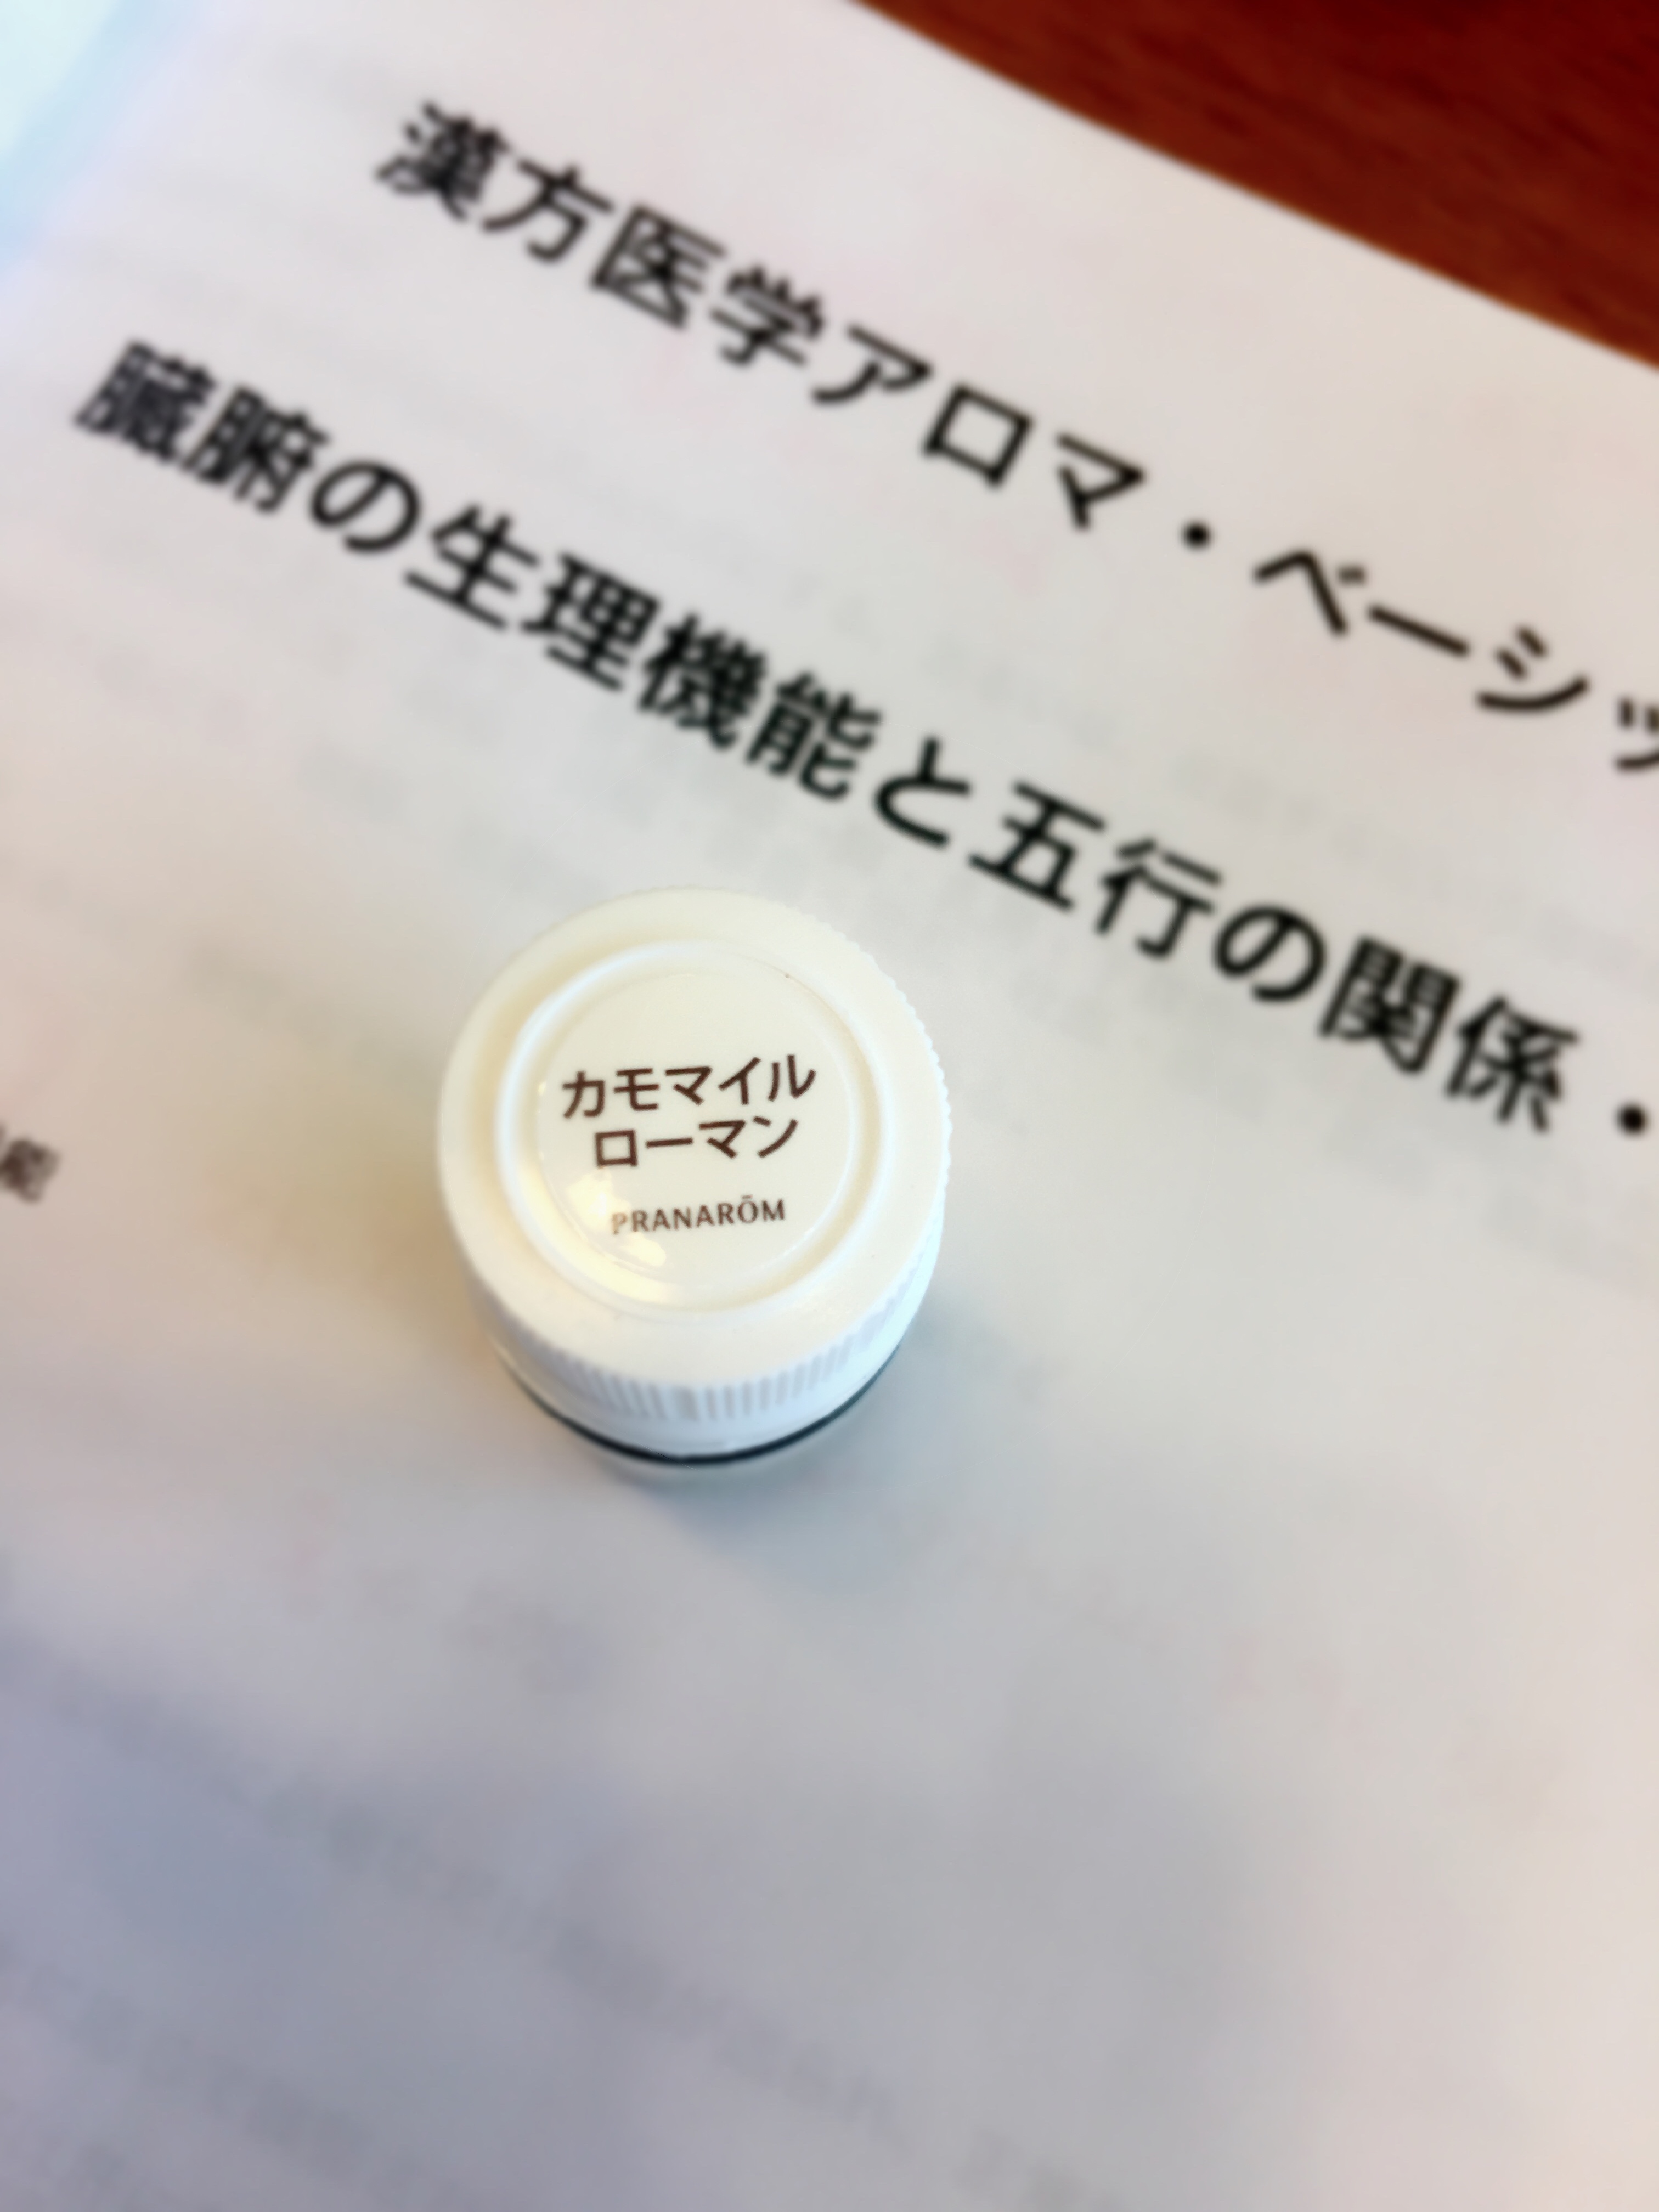 漢方医学アロマ・ベーシッ
臓腑の生理機能と五行の関係・
能
カモマイル
ローマン
PRANARŌM